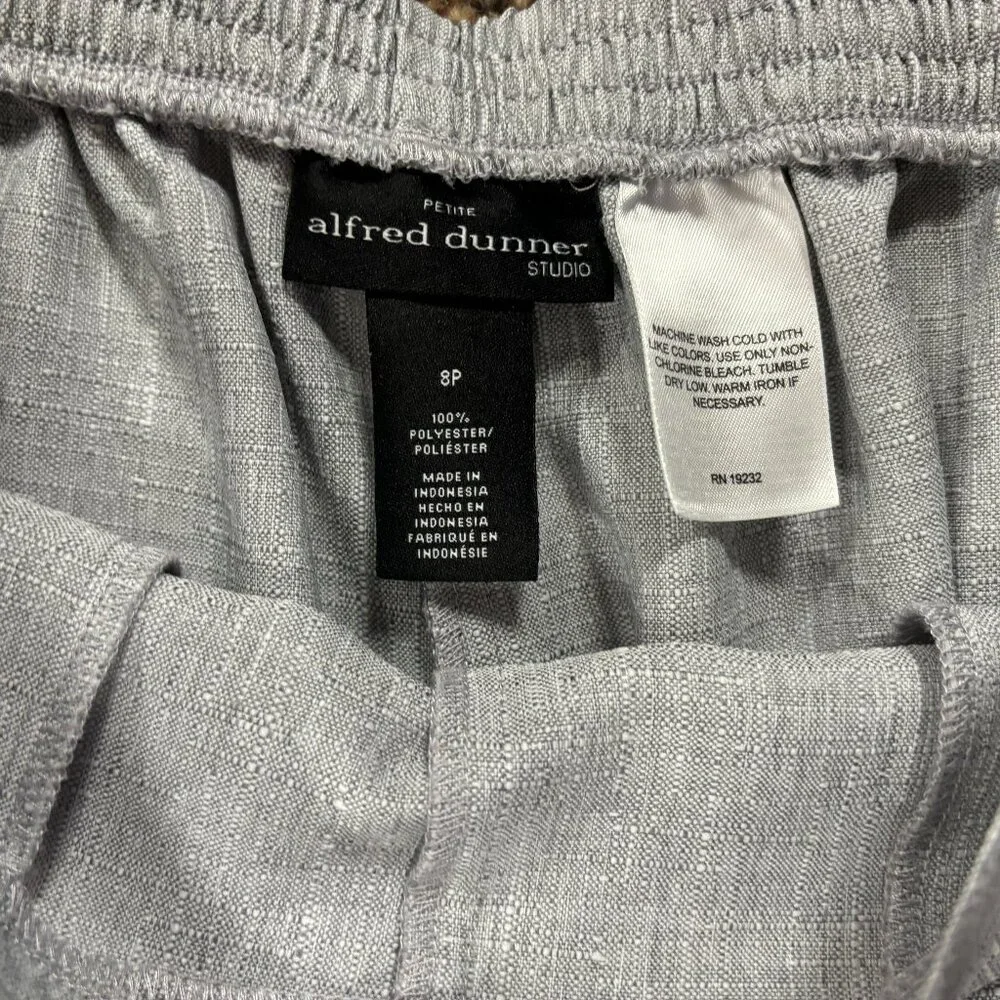 PETITE
alfred dunner
STUDIO
8P
100%
POLYESTER/
POLIÉSTER
MADE IN
INDONESIA
HECHO EN
INDONESIA
FABRIQUÉ EN
INDONÉSIE
MACHINE WASH COLD WITH
LIKE COLORS. USE ONLY NON-
CHLORINE BLEACH. TUMBLE
DRY LOW. WARM IRON IF
NECESSARY.
RN 19232